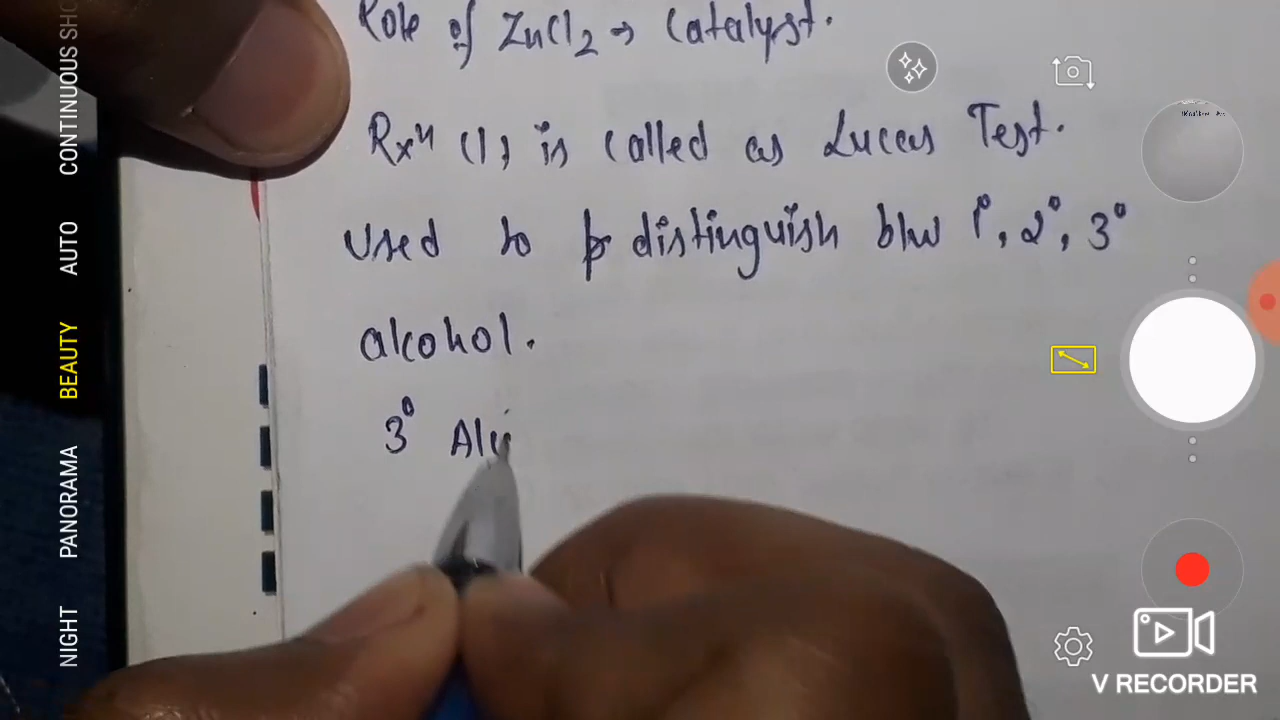 Role of ZnCl2 → Catalyst.
Rxn (1) is called as Lucas Test.
Used to distinguish b/w 1°, 2°, 3°
alcohol.
3° Al
CONTINUOUS SHO
AUTO
BEAUTY
PANORAMA
NIGHT
V RECORDER